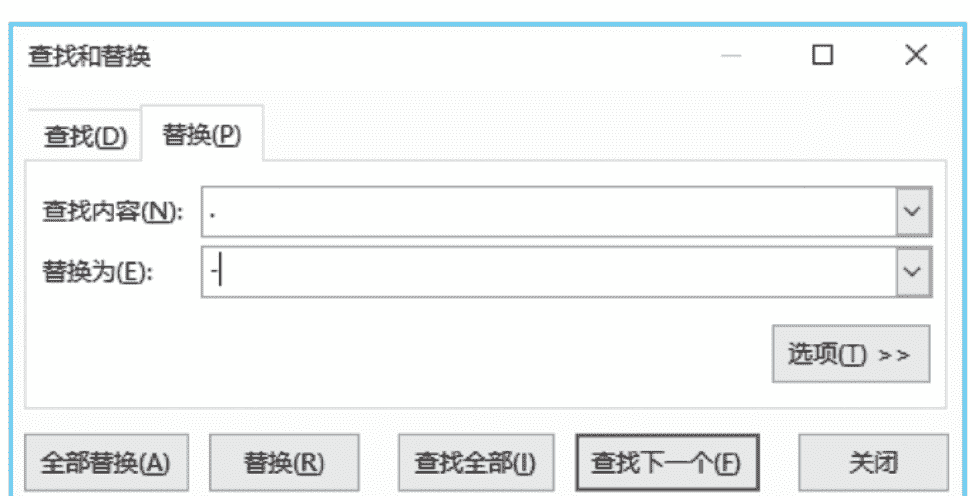 查找和替换
查找(D) 替换(P)
查找内容(N): .
替换为(E): -
选项(T) >>
全部替换(A) 替换(R) 查找全部(I) 查找下一个(F) 关闭